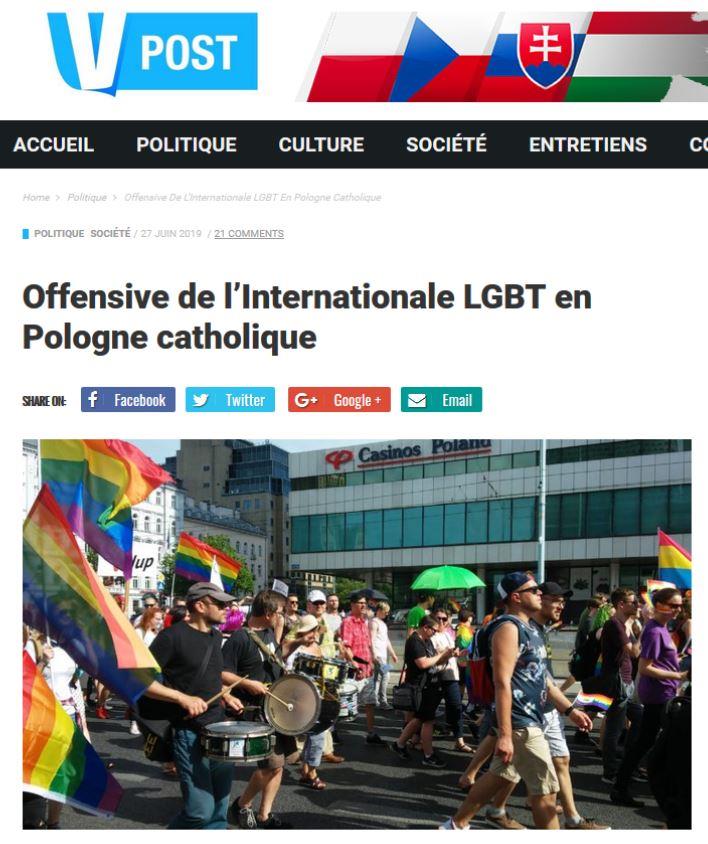 V POST
ACCUEIL POLITIQUE CULTURE SOCIÉTÉ ENTRETIENS CO
Home > Politique > Offensive De L'Internationale LGBT En Pologne Catholique
POLITIQUE SOCIÉTÉ / 27 JUIN 2019 / 21 COMMENTS
Offensive de l’Internationale LGBT en
Pologne catholique
SHARE ON: Facebook Twitter G+ Google + Email
Casinos Poland
up